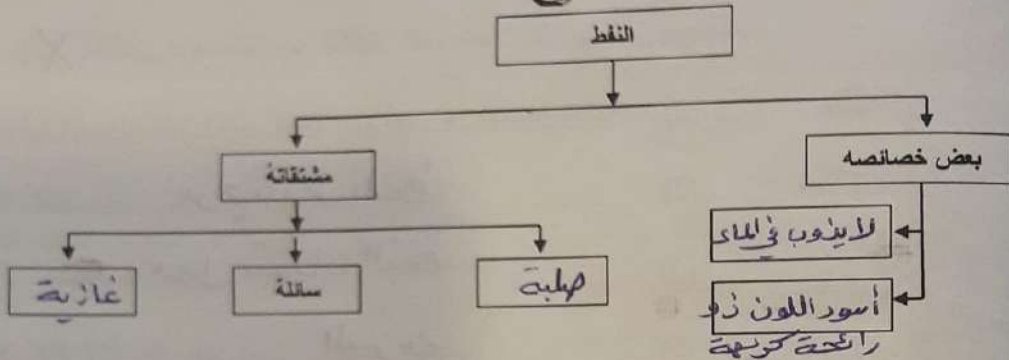 النفط
بعض خصائصه
مشتقاته
لا يذوب في الماء
صلبة
سائلة
غازية
أسود اللون ذو
رائحة كريهة